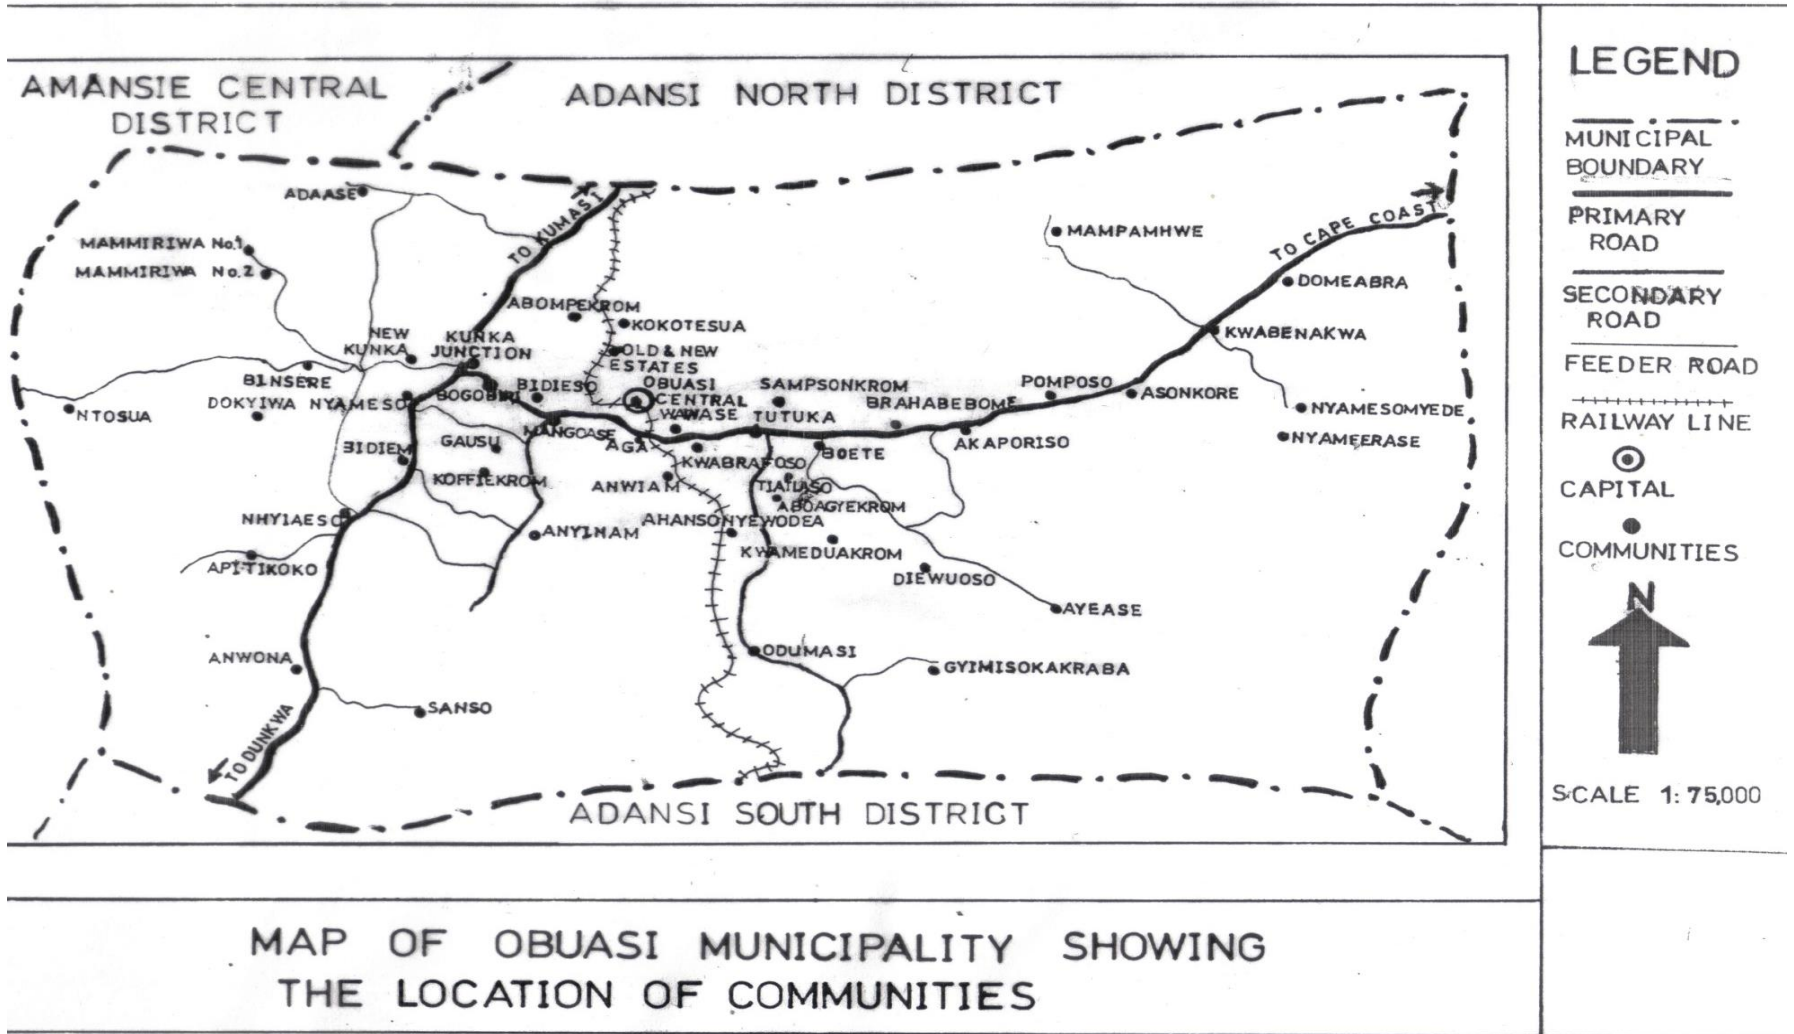 AMANSIE CENTRAL
DISTRICT
ADANSI NORTH DISTRICT
ADAASE
TO KUMASI
MAMMIRIWA No.1
MAMMIRIWA No.2
MAMPAMHWE
TO CAPE COAST
DOMEABRA
ABOMPEKROM
KOKOTESUA
NEW
KUNKA
KUNKA
JUNCTION
OLD & NEW
ESTATES
KWABENAKWA
BINSERE
BIDIESO
OBUASI
CENTRAL
SAMPSONKROM
POMPOSO
ASONKORE
NTOSUA
DOKYIWA
NYAMESO
BOGOBIRI
WAWASE
TUTUKA
BRAHABEBOME
NYAMESOMYEDE
NYAMEERASE
BIDIEM
GAUSU
MANGOASE
AGA
KWABRAFOSO
BOETE
AKAPORISO
KOFFIEKROM
ANWIAM
ABOAGYEKROM
NHYIAESO
ANYINAM
AHANSONYEWODEA
KWAMEDUAKROM
APITIKOKO
DIEWUOSO
AYEASE
ANWONA
ODUMASI
GYIMISOKAKRABA
SANSO
TO DUNKWA
ADANSI SOUTH DISTRICT
LEGEND
MUNICIPAL
BOUNDARY
PRIMARY
ROAD
SECONDARY
ROAD
FEEDER ROAD
RAILWAY LINE
CAPITAL
COMMUNITIES
N
SCALE 1:75,000
MAP OF OBUASI MUNICIPALITY SHOWING
THE LOCATION OF COMMUNITIES